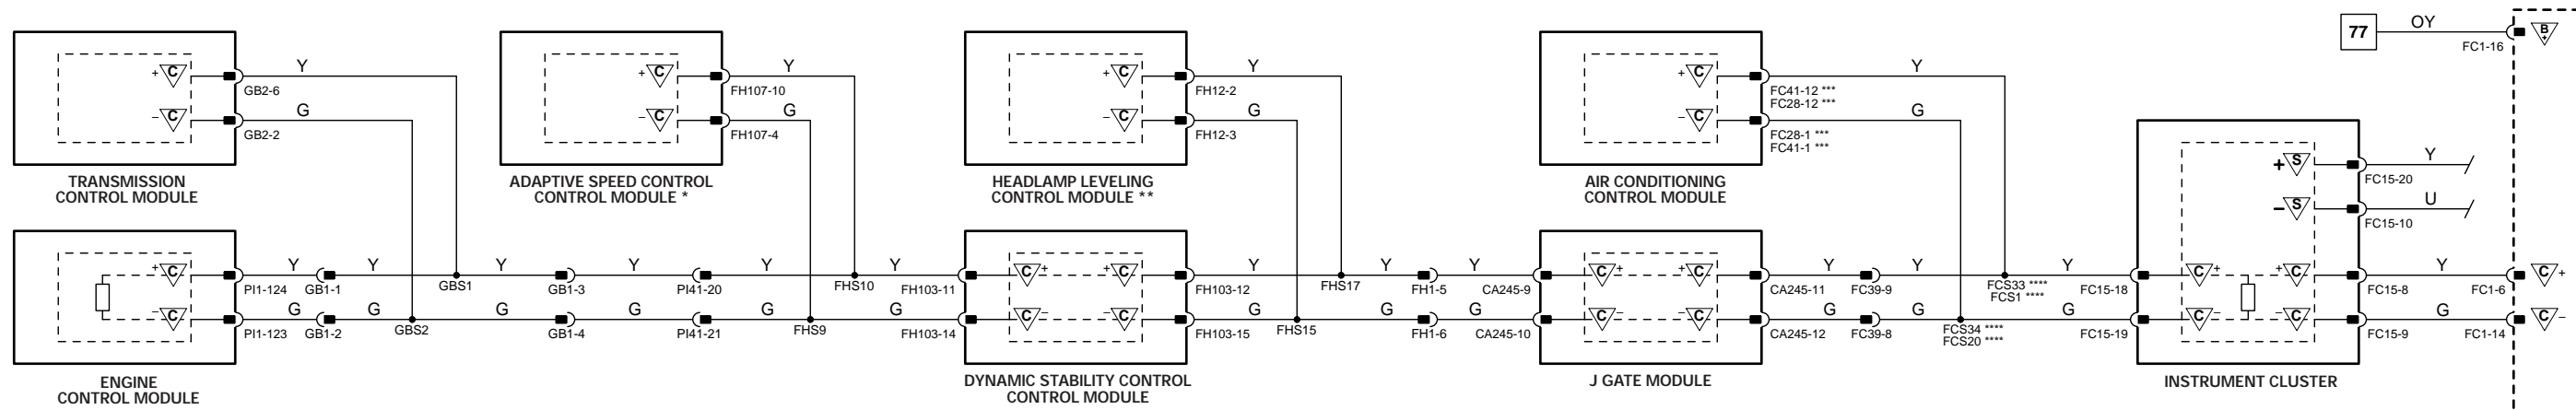 77 OY FC1-16 B +
+ C Y GB2-6
– C G GB2-2
TRANSMISSION
CONTROL MODULE
+ C Y FH107-10
– C G FH107-4
ADAPTIVE SPEED CONTROL
CONTROL MODULE *
+ C Y FH12-2
– C G FH12-3
HEADLAMP LEVELING
CONTROL MODULE **
+ C Y FC41-12 ***
FC28-12 ***
– C G FC28-1 ***
FC41-1 ***
AIR CONDITIONING
CONTROL MODULE
+ S Y FC15-20
– S U FC15-10
+ C Y Y Y Y Y Y C + + C Y Y Y C + + C Y Y Y C + + C Y C +
PI1-124 GB1-1 GBS1 GB1-3 PI41-20 FHS10 FH103-11 FH103-12 FHS17 FH1-5 CA245-9 CA245-11 FC39-9 FCS33 **** FC15-18 FC15-8 FC1-6
FCS1 ****
– C G G G G G G C – – C G G G C – – C G G G C – – C G C –
PI1-123 GB1-2 GBS2 GB1-4 PI41-21 FHS9 FH103-14 FH103-15 FHS15 FH1-6 CA245-10 CA245-12 FC39-8 FCS34 **** FC15-19 FC15-9 FC1-14
FCS20 ****
ENGINE
CONTROL MODULE
DYNAMIC STABILITY CONTROL
CONTROL MODULE
J GATE MODULE
INSTRUMENT CLUSTER